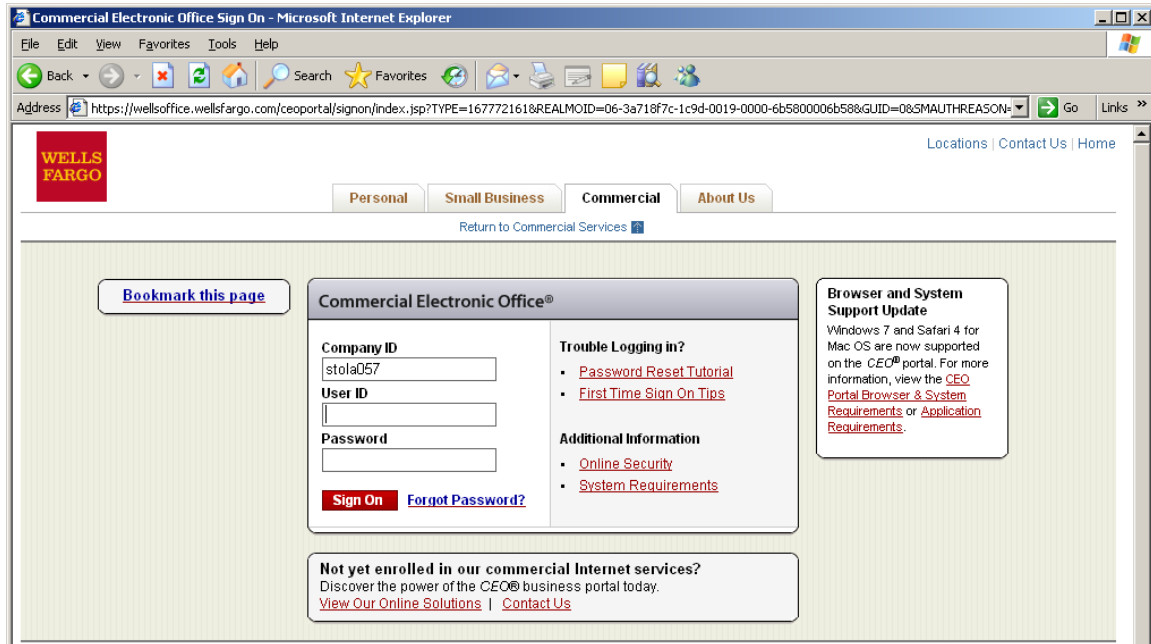 Commercial Electronic Office Sign On - Microsoft Internet Explorer
File Edit View Favorites Tools Help
Back Search Favorites
Address https://wellsoffice.wellsfargo.com/ceoportal/signon/index.jsp?TYPE=1677721618&REALMOID=06-3a718f7c-1c9d-0019-0000-6b5800006b58&GUID=0&SMAUTHREASON= Go Links »
Locations | Contact Us | Home
WELLS
FARGO
Personal Small Business Commercial About Us
Return to Commercial Services
Bookmark this page
Commercial Electronic Office®
Company ID
stola057
User ID
Password
Sign On Forgot Password?
Trouble Logging in?
▪ Password Reset Tutorial
▪ First Time Sign On Tips
Additional Information
▪ Online Security
▪ System Requirements
Browser and System
Support Update
Windows 7 and Safari 4 for
Mac OS are now supported
on the CEO® portal. For more
information, view the CEO
Portal Browser & System
Requirements or Application
Requirements.
Not yet enrolled in our commercial Internet services?
Discover the power of the CEO® business portal today.
View Our Online Solutions | Contact Us